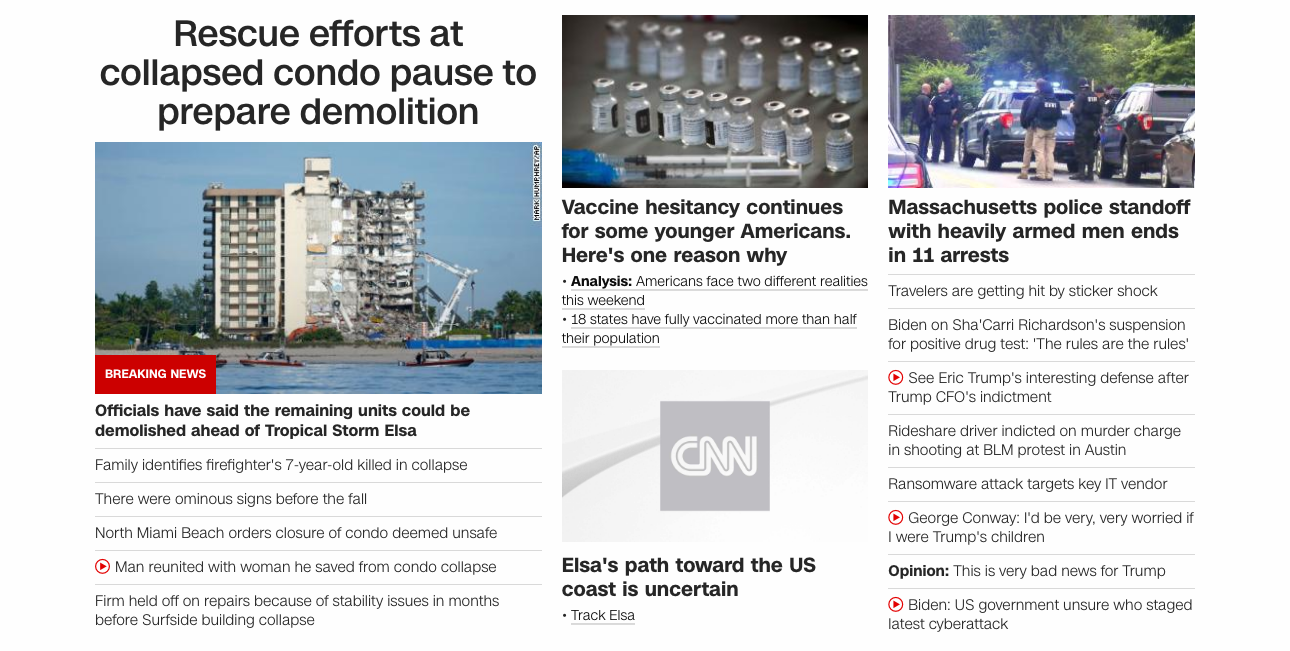 Rescue efforts at
collapsed condo pause to
prepare demolition
MARK HUMPHREY/AP
BREAKING NEWS
Officials have said the remaining units could be
demolished ahead of Tropical Storm Elsa
Family identifies firefighter's 7-year-old killed in collapse
There were ominous signs before the fall
North Miami Beach orders closure of condo deemed unsafe
Man reunited with woman he saved from condo collapse
Firm held off on repairs because of stability issues in months
before Surfside building collapse
Vaccine hesitancy continues
for some younger Americans.
Here's one reason why
• Analysis: Americans face two different realities
this weekend
• 18 states have fully vaccinated more than half
their population
CNN
Elsa's path toward the US
coast is uncertain
• Track Elsa
Massachusetts police standoff
with heavily armed men ends
in 11 arrests
Travelers are getting hit by sticker shock
Biden on Sha'Carri Richardson's suspension
for positive drug test: 'The rules are the rules'
See Eric Trump's interesting defense after
Trump CFO's indictment
Rideshare driver indicted on murder charge
in shooting at BLM protest in Austin
Ransomware attack targets key IT vendor
George Conway: I'd be very, very worried if
I were Trump's children
Opinion: This is very bad news for Trump
Biden: US government unsure who staged
latest cyberattack